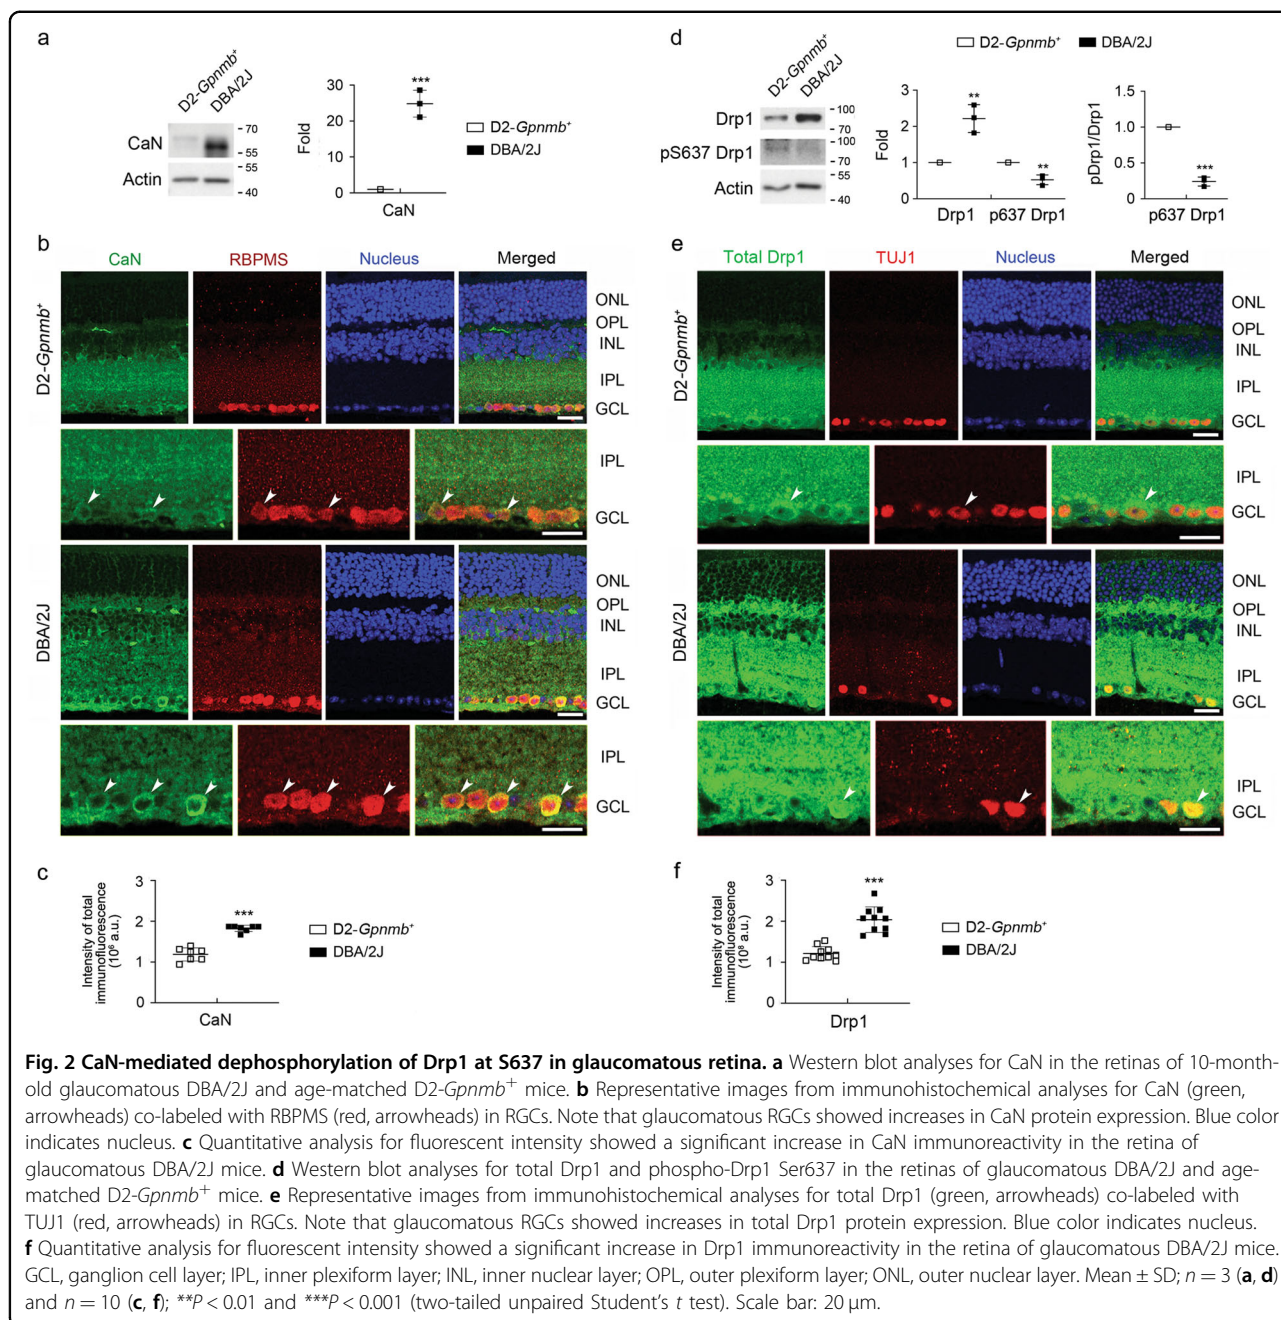 a
D2-Gpnmb⁺
DBA/2J
CaN
Actin
- 70
- 55
- 55
- 40
Fold
30
20
10
0
***
CaN
D2-Gpnmb⁺
DBA/2J
d
D2-Gpnmb⁺
DBA/2J
Drp1
pS637 Drp1
Actin
- 100
- 70
- 100
- 70
- 55
- 40
D2-Gpnmb⁺ DBA/2J
Fold
3
2
1
0
**
**
Drp1 p637 Drp1
pDrp1/Drp1
1.5
1.0
0.5
0
***
p637 Drp1
b
CaN RBPMS Nucleus Merged
D2-Gpnmb⁺
ONL
OPL
INL
IPL
GCL
IPL
GCL
DBA/2J
ONL
OPL
INL
IPL
GCL
IPL
GCL
e
Total Drp1 TUJ1 Nucleus Merged
D2-Gpnmb⁺
ONL
OPL
INL
IPL
GCL
IPL
GCL
DBA/2J
ONL
OPL
INL
IPL
GCL
IPL
GCL
c
Intensity of total
immunofluorescence
(10⁸ a.u.)
3
2
1
0
***
CaN
D2-Gpnmb⁺
DBA/2J
f
Intensity of total
immunofluorescence
(10⁸ a.u.)
3
2
1
0
***
Drp1
D2-Gpnmb⁺
DBA/2J
Fig. 2 CaN-mediated dephosphorylation of Drp1 at S637 in glaucomatous retina. a Western blot analyses for CaN in the retinas of 10-month-
old glaucomatous DBA/2J and age-matched D2-Gpnmb⁺ mice. b Representative images from immunohistochemical analyses for CaN (green,
arrowheads) co-labeled with RBPMS (red, arrowheads) in RGCs. Note that glaucomatous RGCs showed increases in CaN protein expression. Blue color
indicates nucleus. c Quantitative analysis for fluorescent intensity showed a significant increase in CaN immunoreactivity in the retina of
glaucomatous DBA/2J mice. d Western blot analyses for total Drp1 and phospho-Drp1 Ser637 in the retinas of glaucomatous DBA/2J and age-
matched D2-Gpnmb⁺ mice. e Representative images from immunohistochemical analyses for total Drp1 (green, arrowheads) co-labeled with
TUJ1 (red, arrowheads) in RGCs. Note that glaucomatous RGCs showed increases in total Drp1 protein expression. Blue color indicates nucleus.
f Quantitative analysis for fluorescent intensity showed a significant increase in Drp1 immunoreactivity in the retina of glaucomatous DBA/2J mice.
GCL, ganglion cell layer; IPL, inner plexiform layer; INL, inner nuclear layer; OPL, outer plexiform layer; ONL, outer nuclear layer. Mean ± SD; n = 3 (a, d)
and n = 10 (c, f); **P < 0.01 and ***P < 0.001 (two-tailed unpaired Student's t test). Scale bar: 20 μm.